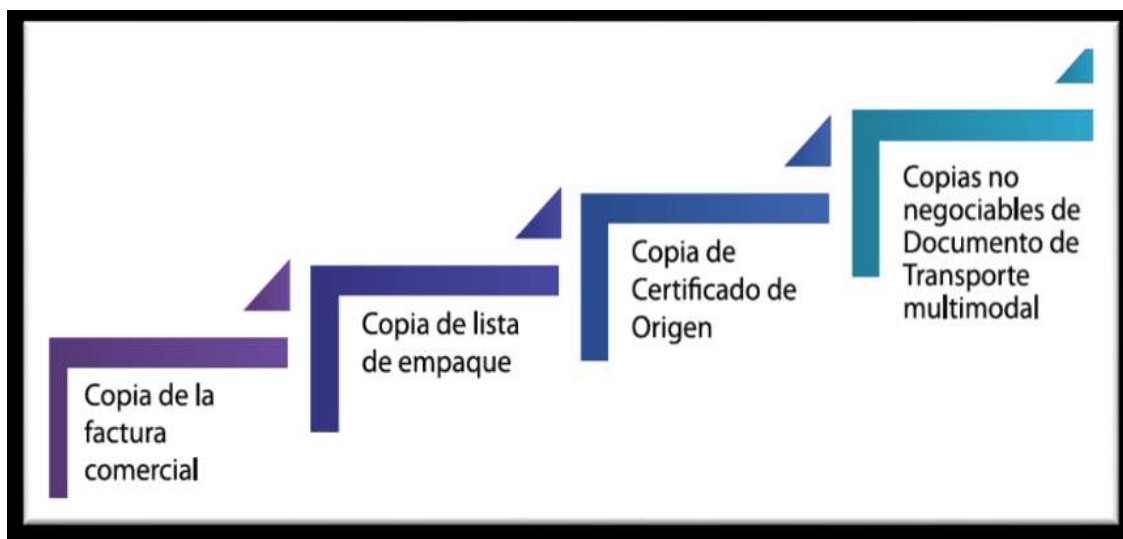 Copia de la
factura
comercial
Copia de lista
de empaque
Copia de
Certificado de
Origen
Copias no
negociables de
Documento de
Transporte
multimodal